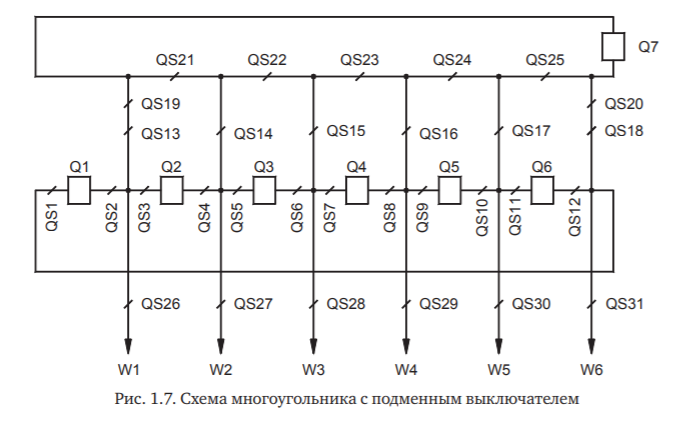 Q7
QS21 QS22 QS23 QS24 QS25
QS19 QS20
QS13 QS14 QS15 QS16 QS17 QS18
Q1 Q2 Q3 Q4 Q5 Q6
QS1 QS2 QS3 QS4 QS5 QS6 QS7 QS8 QS9 QS10 QS11 QS12
QS26 QS27 QS28 QS29 QS30 QS31
W1 W2 W3 W4 W5 W6
Рис. 1.7. Схема многоугольника с подменным выключателем